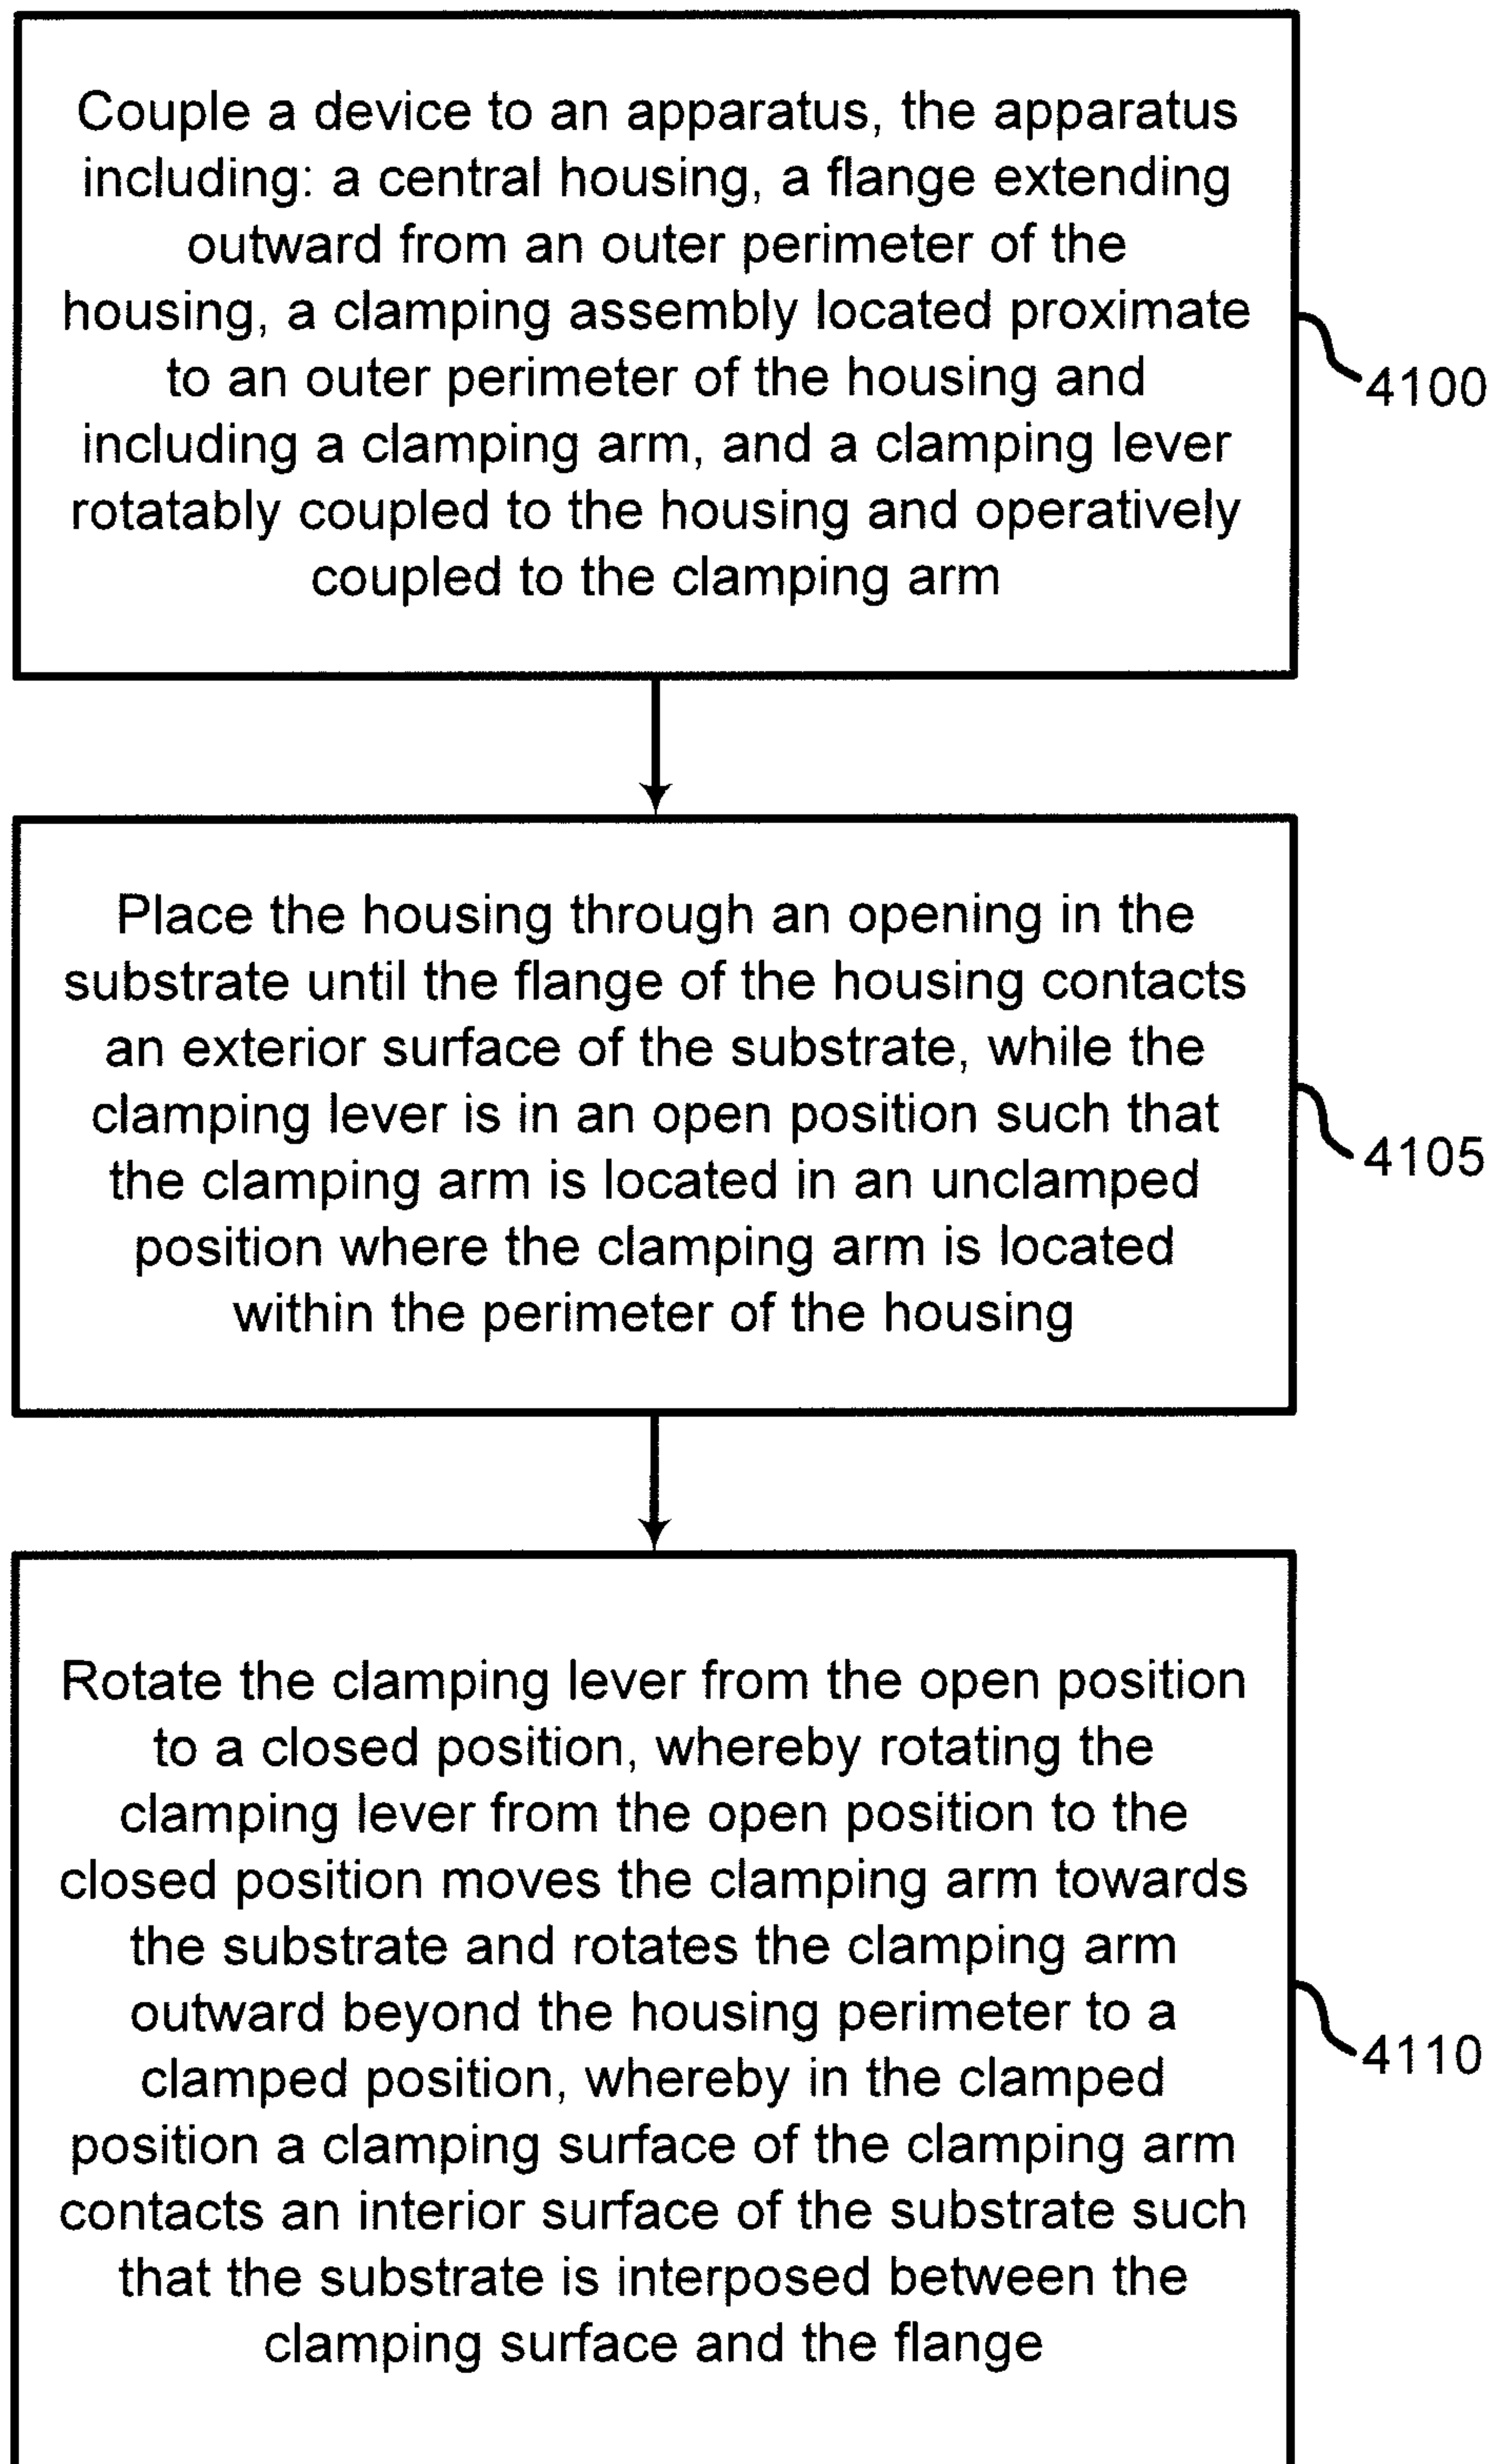 Couple a device to an apparatus, the apparatus
including: a central housing, a flange extending
outward from an outer perimeter of the
housing, a clamping assembly located proximate
to an outer perimeter of the housing and
including a clamping arm, and a clamping lever
rotatably coupled to the housing and operatively
coupled to the clamping arm
4100
Place the housing through an opening in the
substrate until the flange of the housing contacts
an exterior surface of the substrate, while the
clamping lever is in an open position such that
the clamping arm is located in an unclamped
position where the clamping arm is located
within the perimeter of the housing
4105
Rotate the clamping lever from the open position
to a closed position, whereby rotating the
clamping lever from the open position to the
closed position moves the clamping arm towards
the substrate and rotates the clamping arm
outward beyond the housing perimeter to a
clamped position, whereby in the clamped
position a clamping surface of the clamping arm
contacts an interior surface of the substrate such
that the substrate is interposed between the
clamping surface and the flange
4110